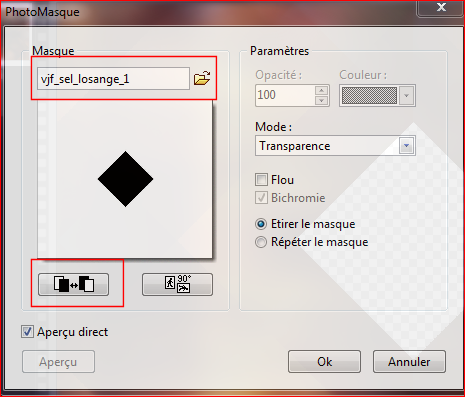 PhotoMasque
Masque
vjf_sel_losange_1
90°
Aperçu direct
Aperçu
Paramètres
Opacité :
Couleur :
100
Mode :
Transparence
Flou
Bichromie
Etirer le masque
Répéter le masque
Ok
Annuler